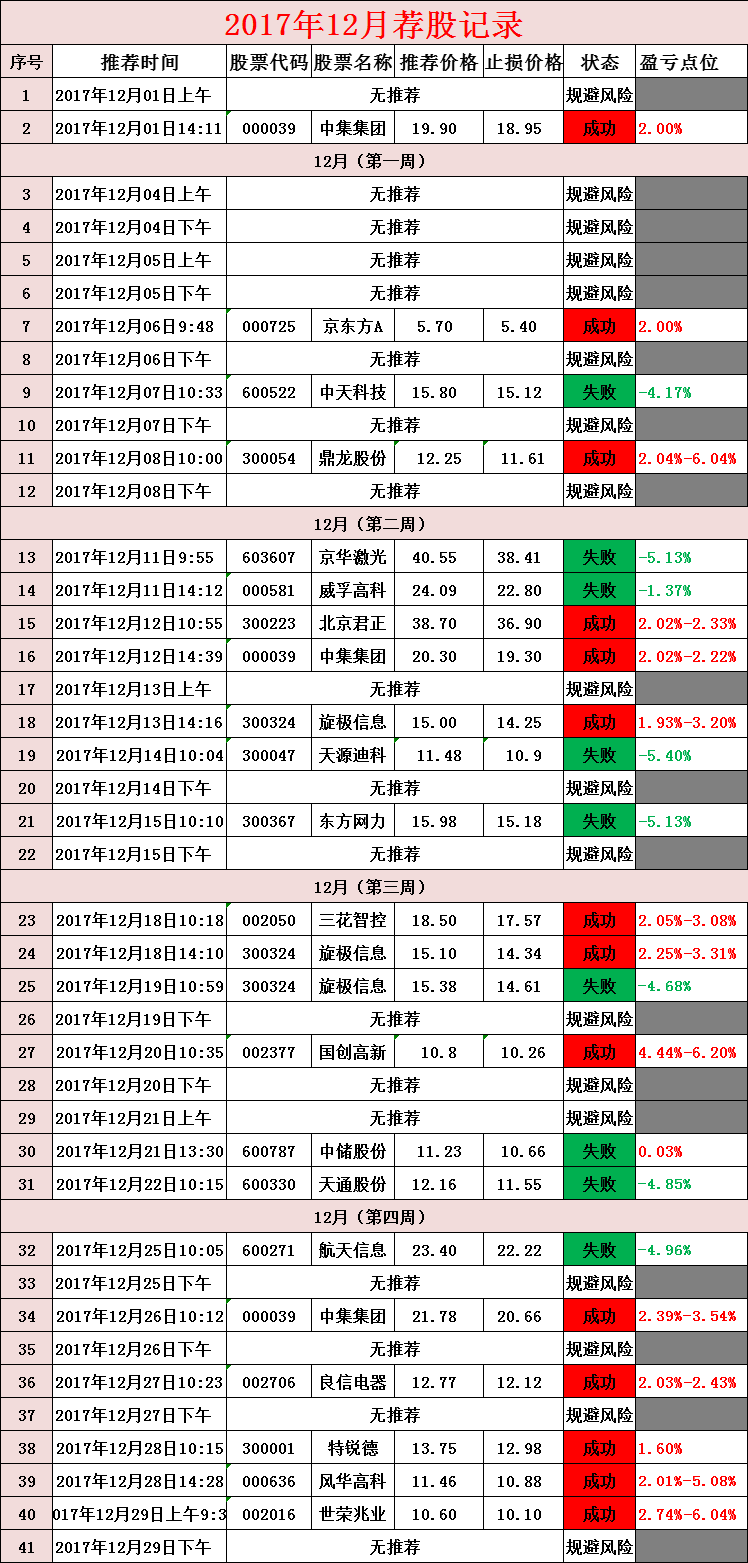 2017年12月荐股记录
序号 推荐时间 股票代码 股票名称 推荐价格 止损价格 状态 盈亏点位
1 2017年12月01日上午 无推荐 规避风险
2 2017年12月01日14:11 000039 中集集团 19.90 18.95 成功 2.00%
12月（第一周）
3 2017年12月04日上午 无推荐 规避风险
4 2017年12月04日下午 无推荐 规避风险
5 2017年12月05日上午 无推荐 规避风险
6 2017年12月05日下午 无推荐 规避风险
7 2017年12月06日9:48 000725 京东方A 5.70 5.40 成功 2.00%
8 2017年12月06日下午 无推荐 规避风险
9 2017年12月07日10:33 600522 中天科技 15.80 15.12 失败 -4.17%
10 2017年12月07日下午 无推荐 规避风险
11 2017年12月08日10:00 300054 鼎龙股份 12.25 11.61 成功 2.04%-6.04%
12 2017年12月08日下午 无推荐 规避风险
12月（第二周）
13 2017年12月11日9:55 603607 京华激光 40.55 38.41 失败 -5.13%
14 2017年12月11日14:12 000581 威孚高科 24.09 22.80 失败 -1.37%
15 2017年12月12日10:55 300223 北京君正 38.70 36.90 成功 2.02%-2.33%
16 2017年12月12日14:39 000039 中集集团 20.30 19.30 成功 2.02%-2.22%
17 2017年12月13日上午 无推荐 规避风险
18 2017年12月13日14:16 300324 旋极信息 15.00 14.25 成功 1.93%-3.20%
19 2017年12月14日10:04 300047 天源迪科 11.48 10.9 失败 -5.40%
20 2017年12月14日下午 无推荐 规避风险
21 2017年12月15日10:10 300367 东方网力 15.98 15.18 失败 -5.13%
22 2017年12月15日下午 无推荐 规避风险
12月（第三周）
23 2017年12月18日10:18 002050 三花智控 18.50 17.57 成功 2.05%-3.08%
24 2017年12月18日14:10 300324 旋极信息 15.10 14.34 成功 2.25%-3.31%
25 2017年12月19日10:59 300324 旋极信息 15.38 14.61 失败 -4.68%
26 2017年12月19日下午 无推荐 规避风险
27 2017年12月20日10:35 002377 国创高新 10.8 10.26 成功 4.44%-6.20%
28 2017年12月20日下午 无推荐 规避风险
29 2017年12月21日上午 无推荐 规避风险
30 2017年12月21日13:30 600787 中储股份 11.23 10.66 失败 0.03%
31 2017年12月22日10:15 600330 天通股份 12.16 11.55 失败 -4.85%
12月（第四周）
32 2017年12月25日10:05 600271 航天信息 23.40 22.22 失败 -4.96%
33 2017年12月25日下午 无推荐 规避风险
34 2017年12月26日10:12 000039 中集集团 21.78 20.66 成功 2.39%-3.54%
35 2017年12月26日下午 无推荐 规避风险
36 2017年12月27日10:23 002706 良信电器 12.77 12.12 成功 2.03%-2.43%
37 2017年12月27日下午 无推荐 规避风险
38 2017年12月28日10:15 300001 特锐德 13.75 12.98 成功 1.60%
39 2017年12月28日14:28 000636 风华高科 11.46 10.88 成功 2.01%-5.08%
40 017年12月29日上午9:3 002016 世荣兆业 10.60 10.10 成功 2.74%-6.04%
41 2017年12月29日下午 无推荐 规避风险